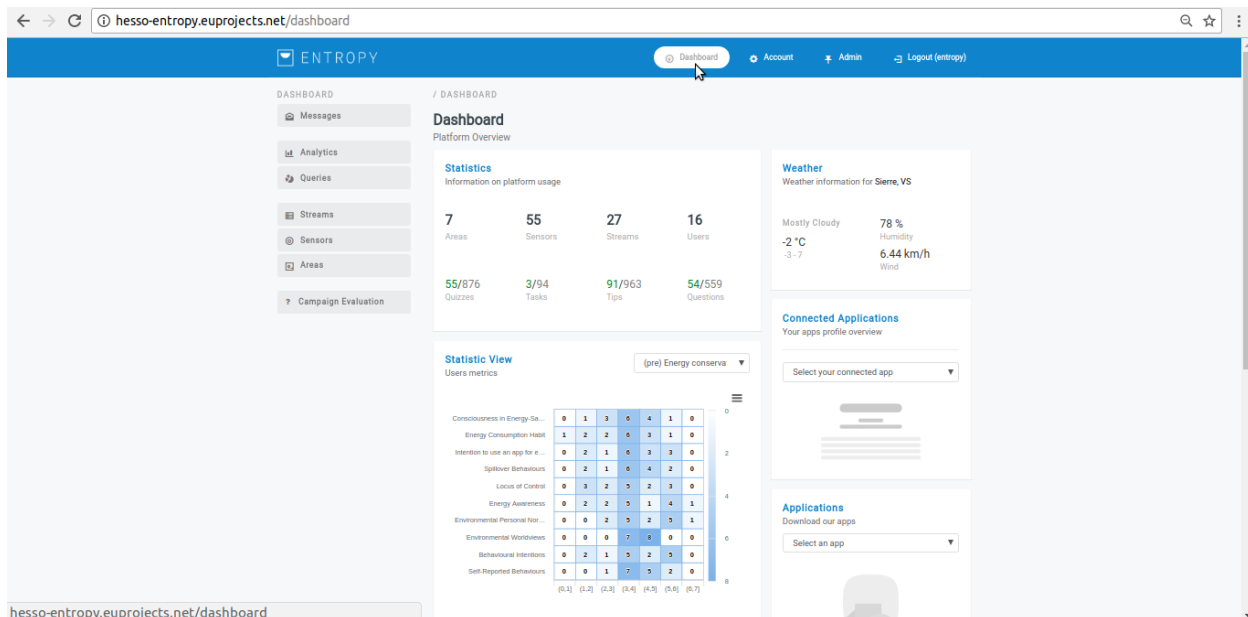 hesso-entropy.euprojects.net/dashboard
ENTROPY
Dashboard
Account
Admin
Logout (entropy)
DASHBOARD
Messages
Analytics
Queries
Streams
Sensors
Areas
? Campaign Evaluation
/ DASHBOARD
Dashboard
Platform Overview
Statistics
Information on platform usage
7 55 27 16
Areas Sensors Streams Users
55/876 3/94 91/963 54/559
Quizzes Tasks Tips Questions
Weather
Weather information for Sierre, VS
Mostly Cloudy
-2 °C
-3 - 7
78 %
Humidity
6.44 km/h
Wind
Connected Applications
Your apps profile overview
Select your connected app
Applications
Download our apps
Select an app
Statistic View
Users metrics
(pre) Energy conserva
Consciousness in Energy-Sa... 0 1 3 6 4 1 0
Energy Consumption Habit 1 2 2 6 3 1 0
Intention to use an app for e... 0 2 1 6 3 3 0
Spillover Behaviours 0 2 1 6 4 2 0
Locus of Control 0 3 2 5 2 3 0
Energy Awareness 0 2 2 5 1 4 1
Environmental Personal Nor... 0 0 2 5 2 5 1
Environmental Worldviews 0 0 0 7 8 0 0
Behavioural Intentions 0 2 1 5 2 5 0
Self-Reported Behaviours 0 0 1 7 5 2 0
(0,1] (1,2] (2,3] (3,4] (4,5] (5,6] (6,7]
0
2
4
6
8
hesso-entropy.euprojects.net/dashboard